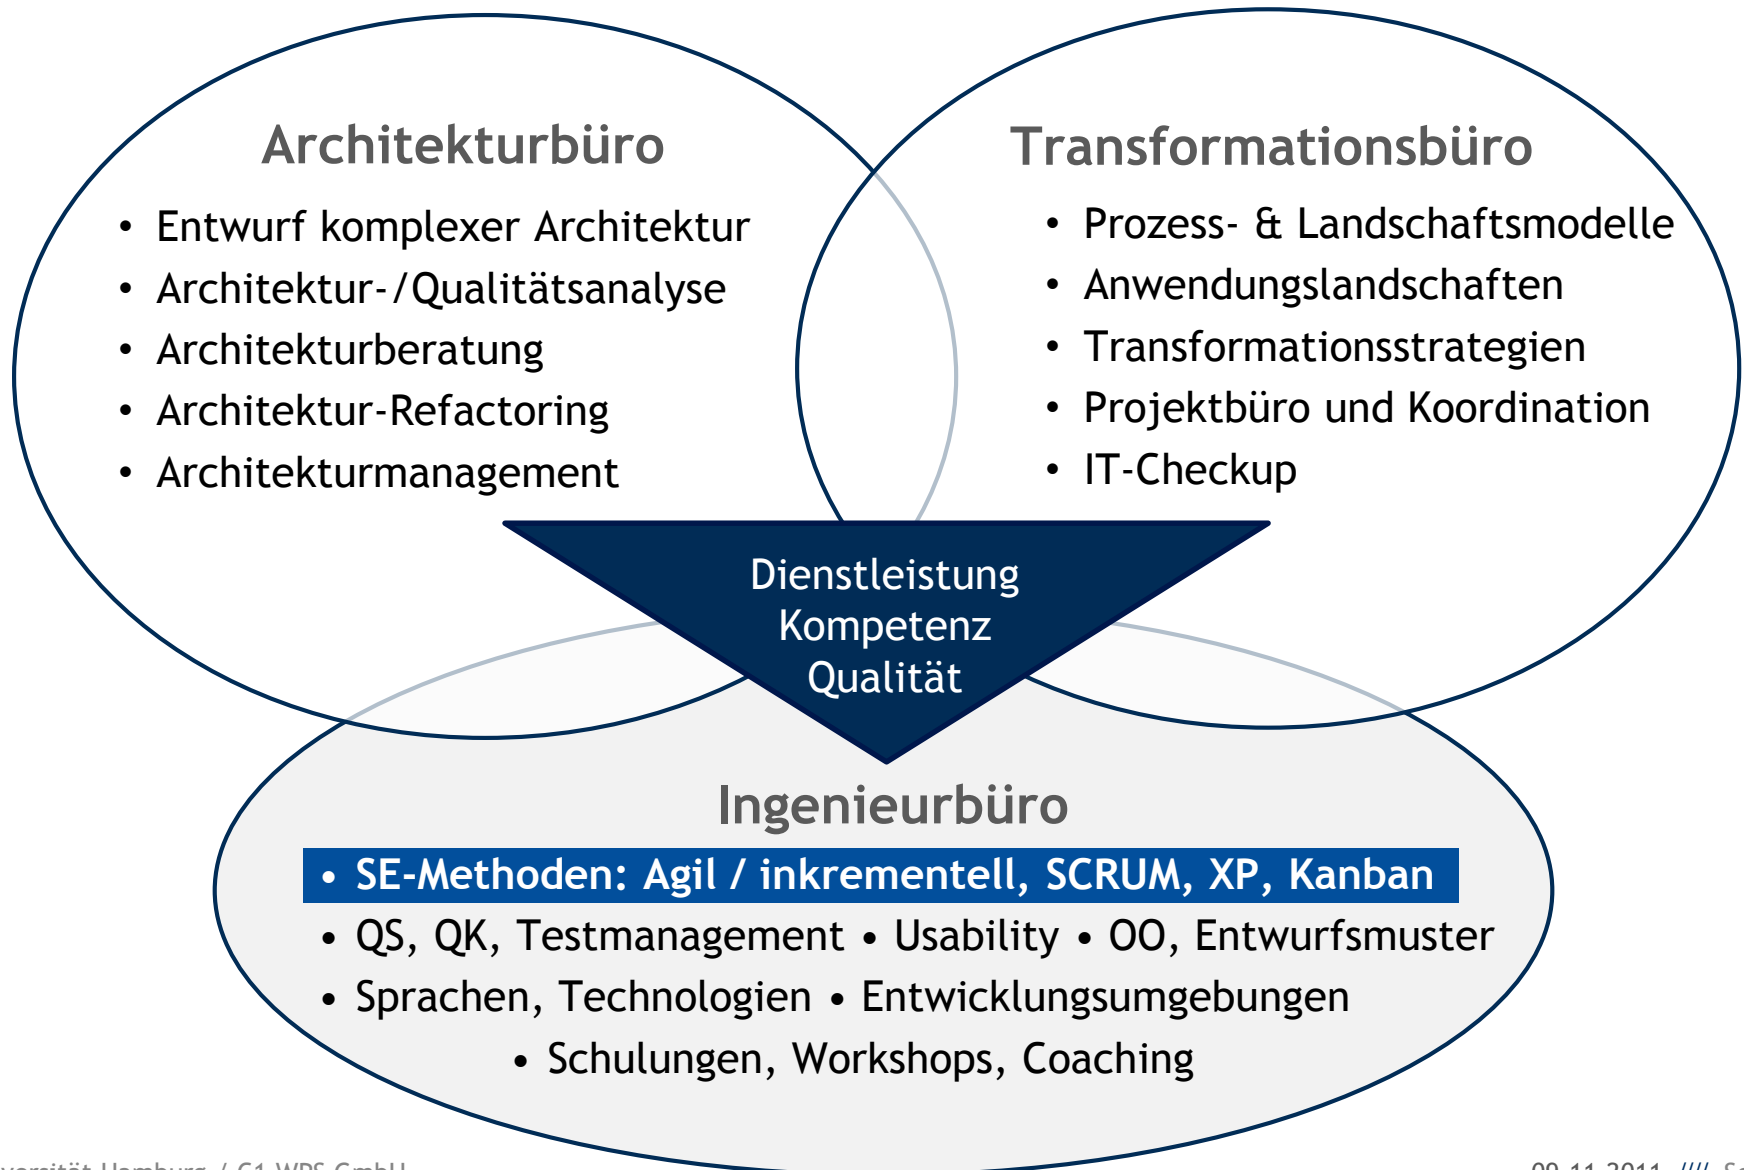 Architekturbüro
• Entwurf komplexer Architektur
• Architektur-/Qualitätsanalyse
• Architekturberatung
• Architektur-Refactoring
• Architekturmanagement
Transformationsbüro
• Prozess- & Landschaftsmodelle
• Anwendungslandschaften
• Transformationsstrategien
• Projektbüro und Koordination
• IT-Checkup
Dienstleistung
Kompetenz
Qualität
Ingenieurbüro
• SE-Methoden: Agil / inkrementell, SCRUM, XP, Kanban
• QS, QK, Testmanagement • Usability • OO, Entwurfsmuster
• Sprachen, Technologien • Entwicklungsumgebungen
• Schulungen, Workshops, Coaching